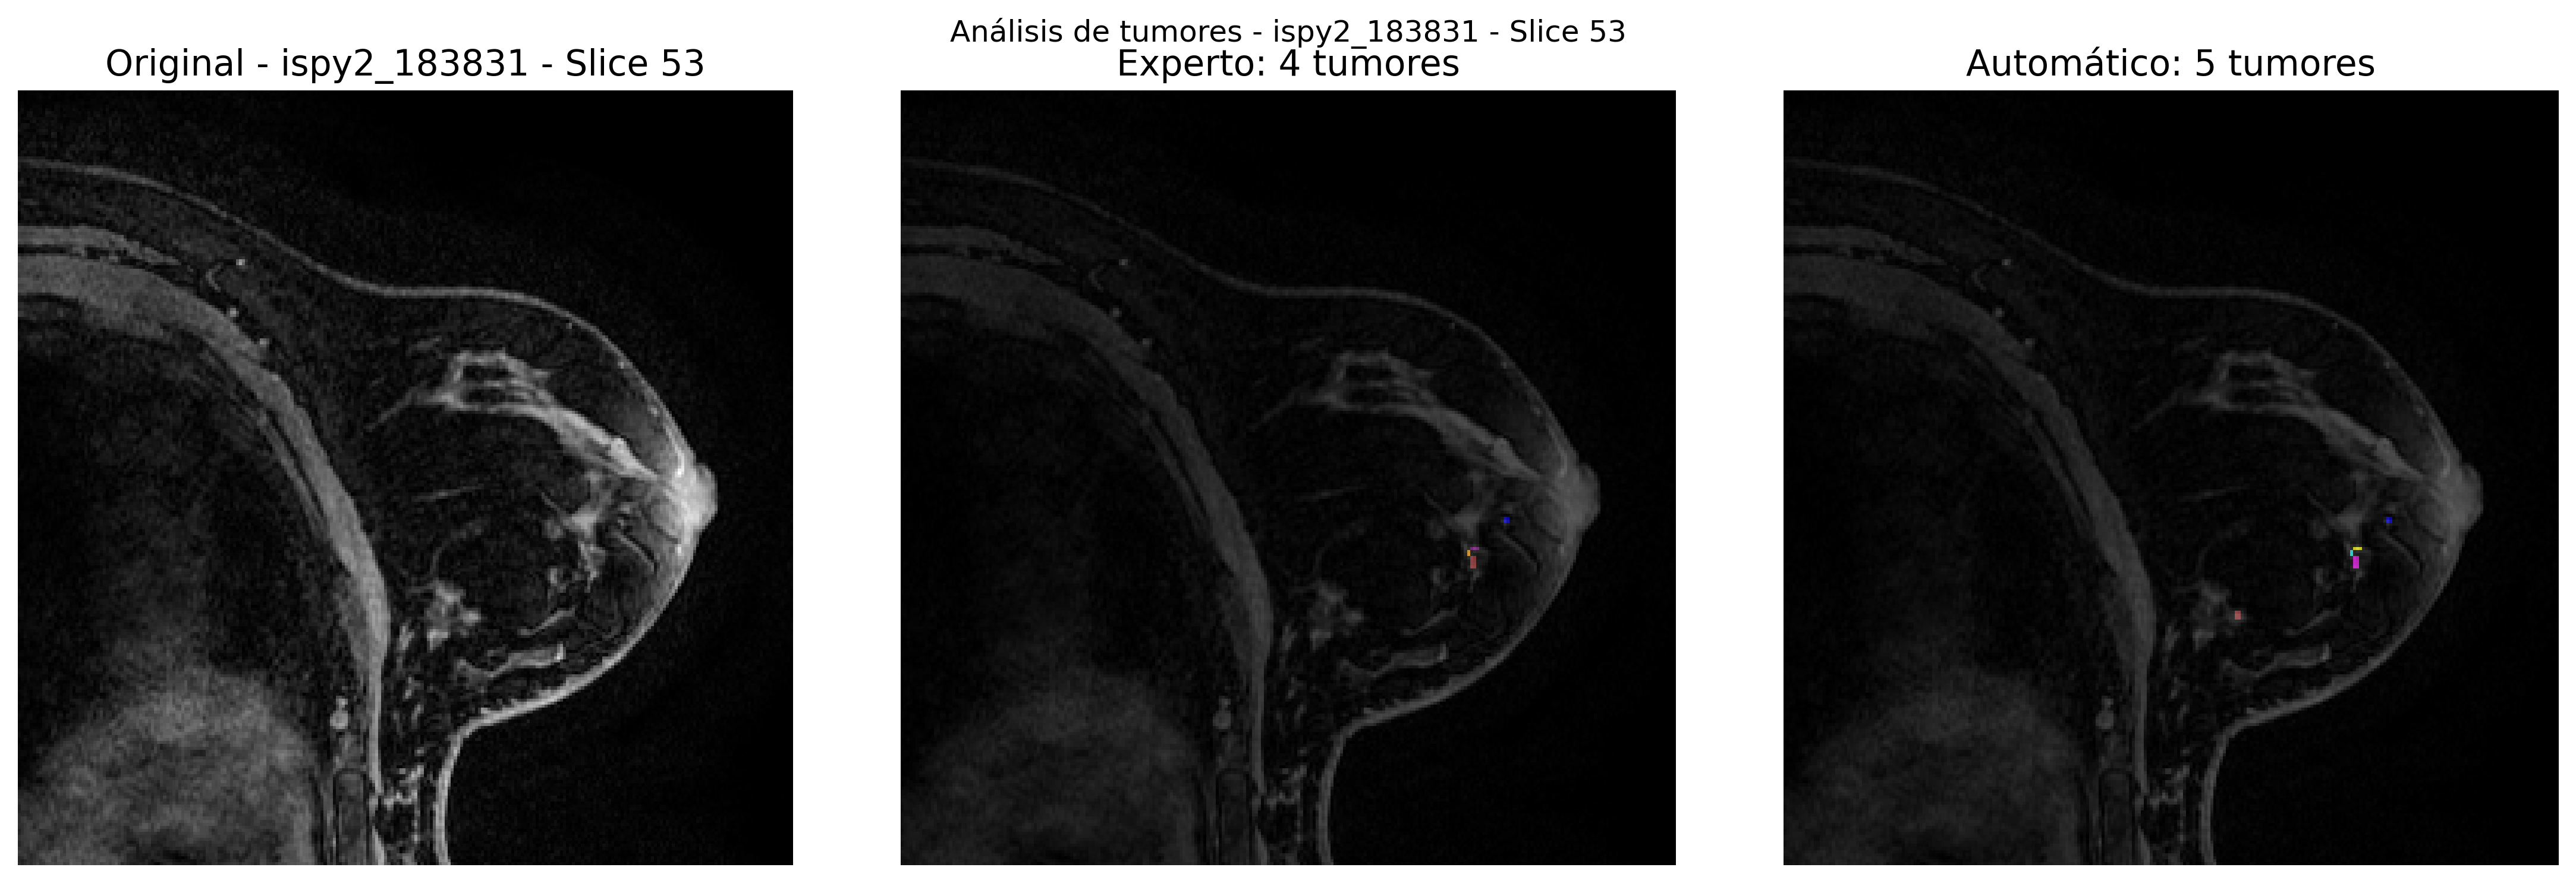 Análisis de tumores - ispy2_183831 - Slice 53
Original - ispy2_183831 - Slice 53
Experto: 4 tumores
Automático: 5 tumores